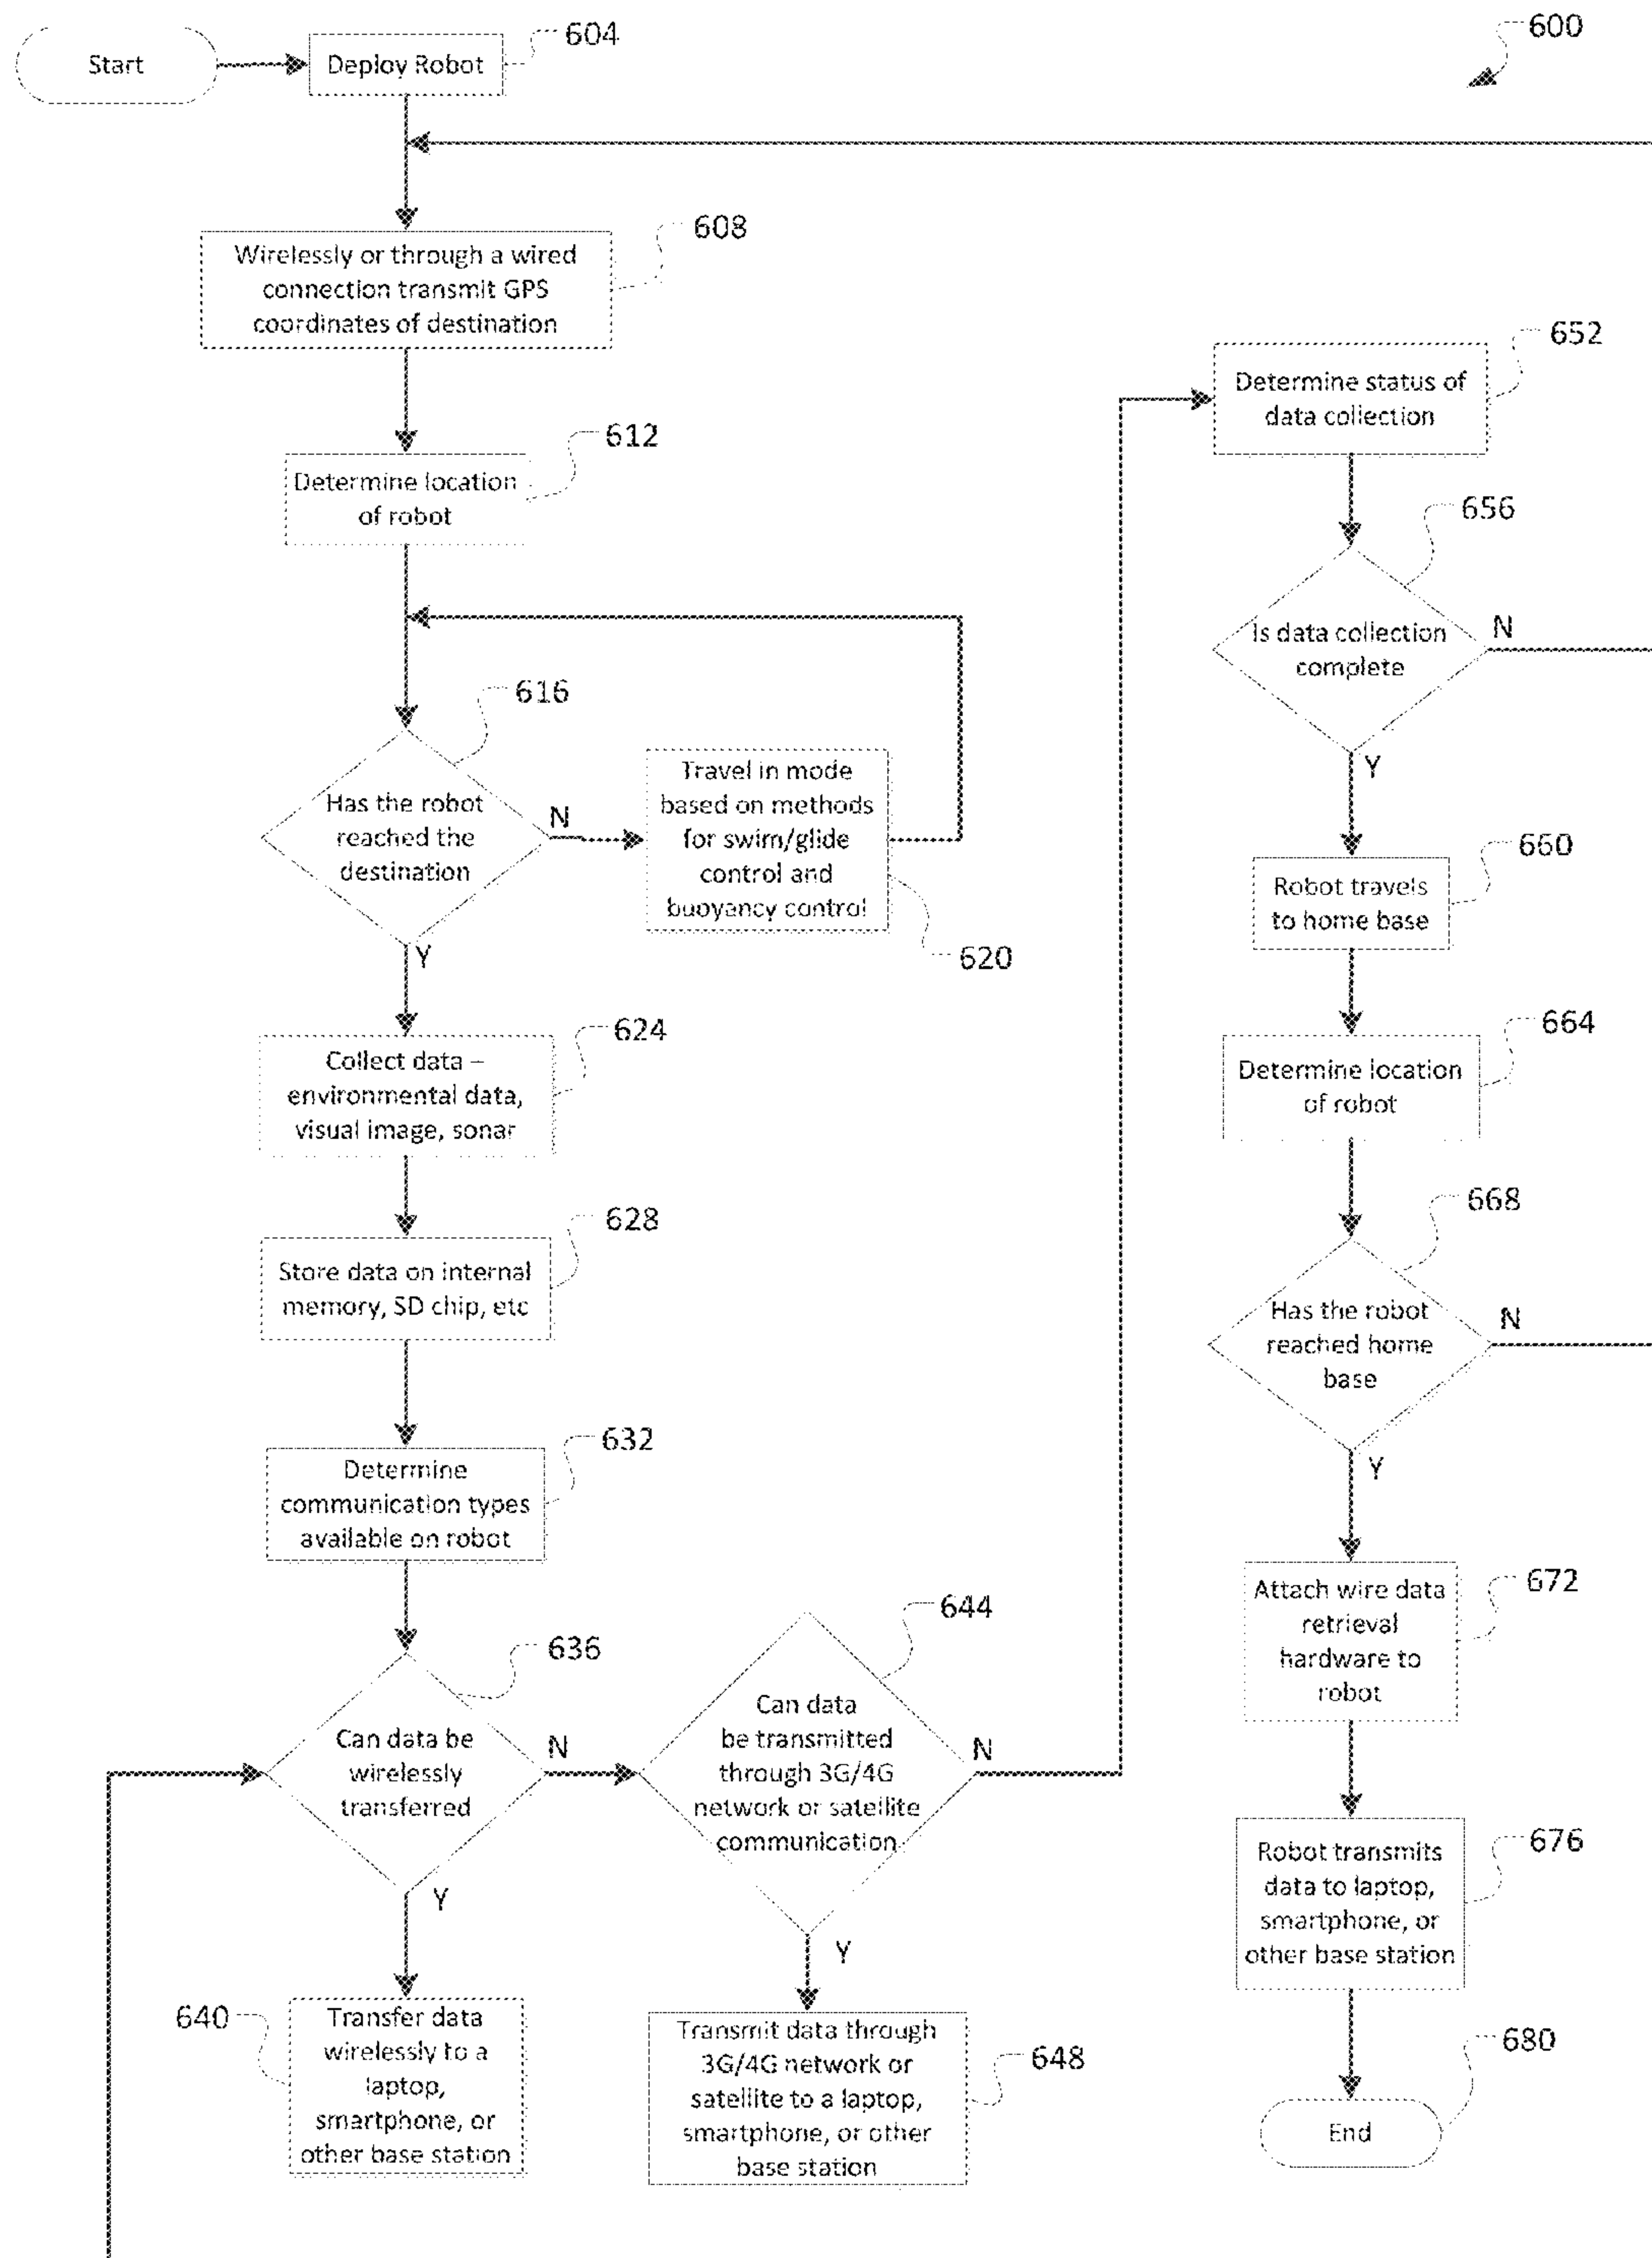 Start
Deploy Robot
604
600
Wirelessly or through a wired
connection transmit GPS
coordinates of destination
608
Determine location
of robot
612
616
Has the robot
reached the
destination
N
Y
Travel in mode
based on methods
for swim/glide
control and
buoyancy control
620
Collect data –
environmental data,
visual image, sonar
624
Store data on internal
memory, SD chip, etc
628
Determine
communication types
available on robot
632
636
Can data be
wirelessly
transferred
N
Y
640
Transfer data
wirelessly to a
laptop,
smartphone, or
other base station
644
Can data
be transmitted
through 3G/4G
network or satellite
communication
N
Y
Transmit data through
3G/4G network or
satellite to a laptop,
smartphone, or other
base station
648
Determine status of
data collection
652
656
Is data collection
complete
N
Y
Robot travels
to home base
660
Determine location
of robot
664
668
Has the robot
reached home
base
N
Y
Attach wire data
retrieval
hardware to
robot
672
Robot transmits
data to laptop,
smartphone, or
other base station
676
End
680